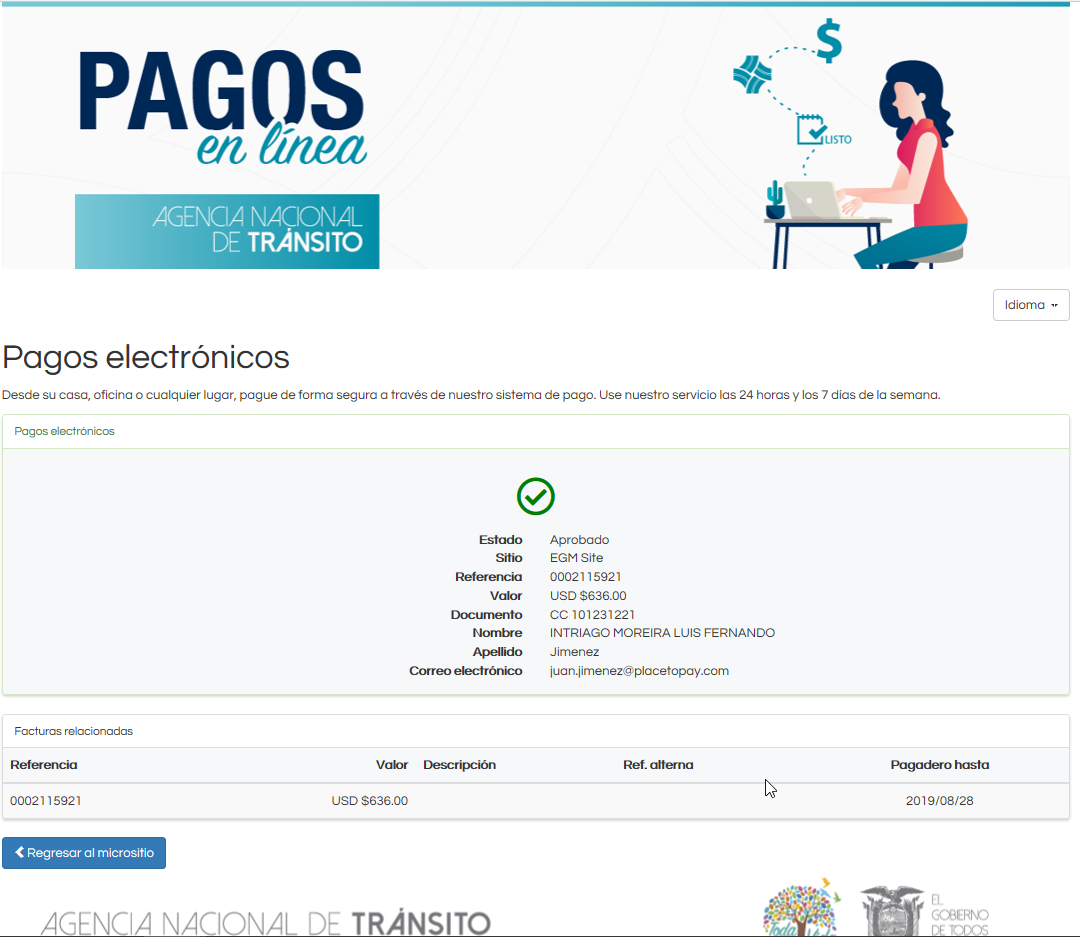 PAGOS
en línea
AGENCIA NACIONAL
DE TRÁNSITO
$
LISTO
Idioma
Pagos electrónicos
Desde su casa, oficina o cualquier lugar, pague de forma segura a través de nuestro sistema de pago. Use nuestro servicio las 24 horas y los 7 días de la semana.
Pagos electrónicos
Estado Aprobado
Sitio EGM Site
Referencia 0002115921
Valor USD $636.00
Documento CC 101231221
Nombre INTRIAGO MOREIRA LUIS FERNANDO
Apellido Jimenez
Correo electrónico juan.jimenez@placetopay.com
Facturas relacionadas
Referencia Valor Descripción Ref. alterna Pagadero hasta
0002115921 USD $636.00 2019/08/28
Regresar al micrositio
AGENCIA NACIONAL DE TRÁNSITO
Toda
EL
GOBIERNO
DE TODOS